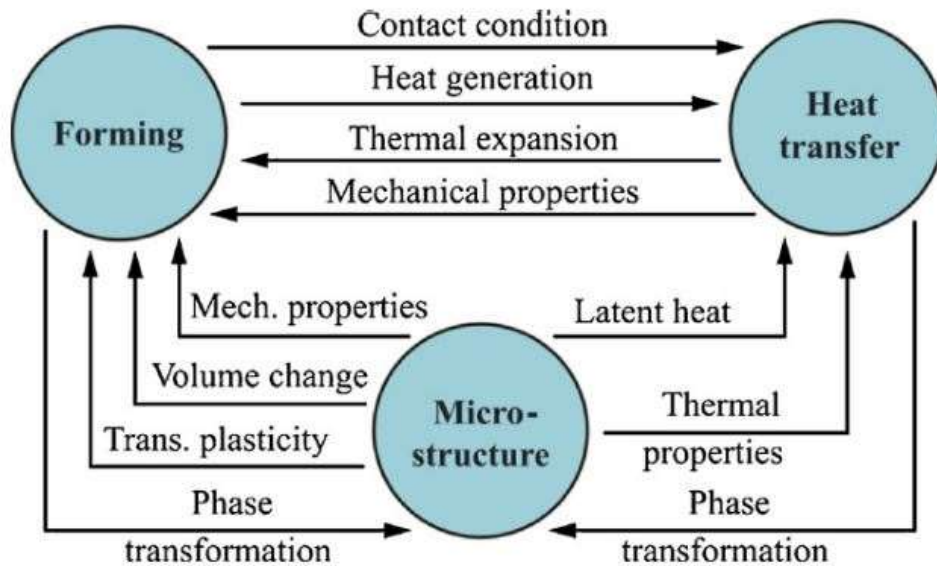 Contact condition
Heat generation
Forming
Heat
transfer
Thermal expansion
Mechanical properties
Mech. properties
Latent heat
Volume change
Micro-
structure
Thermal
properties
Trans. plasticity
Phase
transformation
Phase
transformation